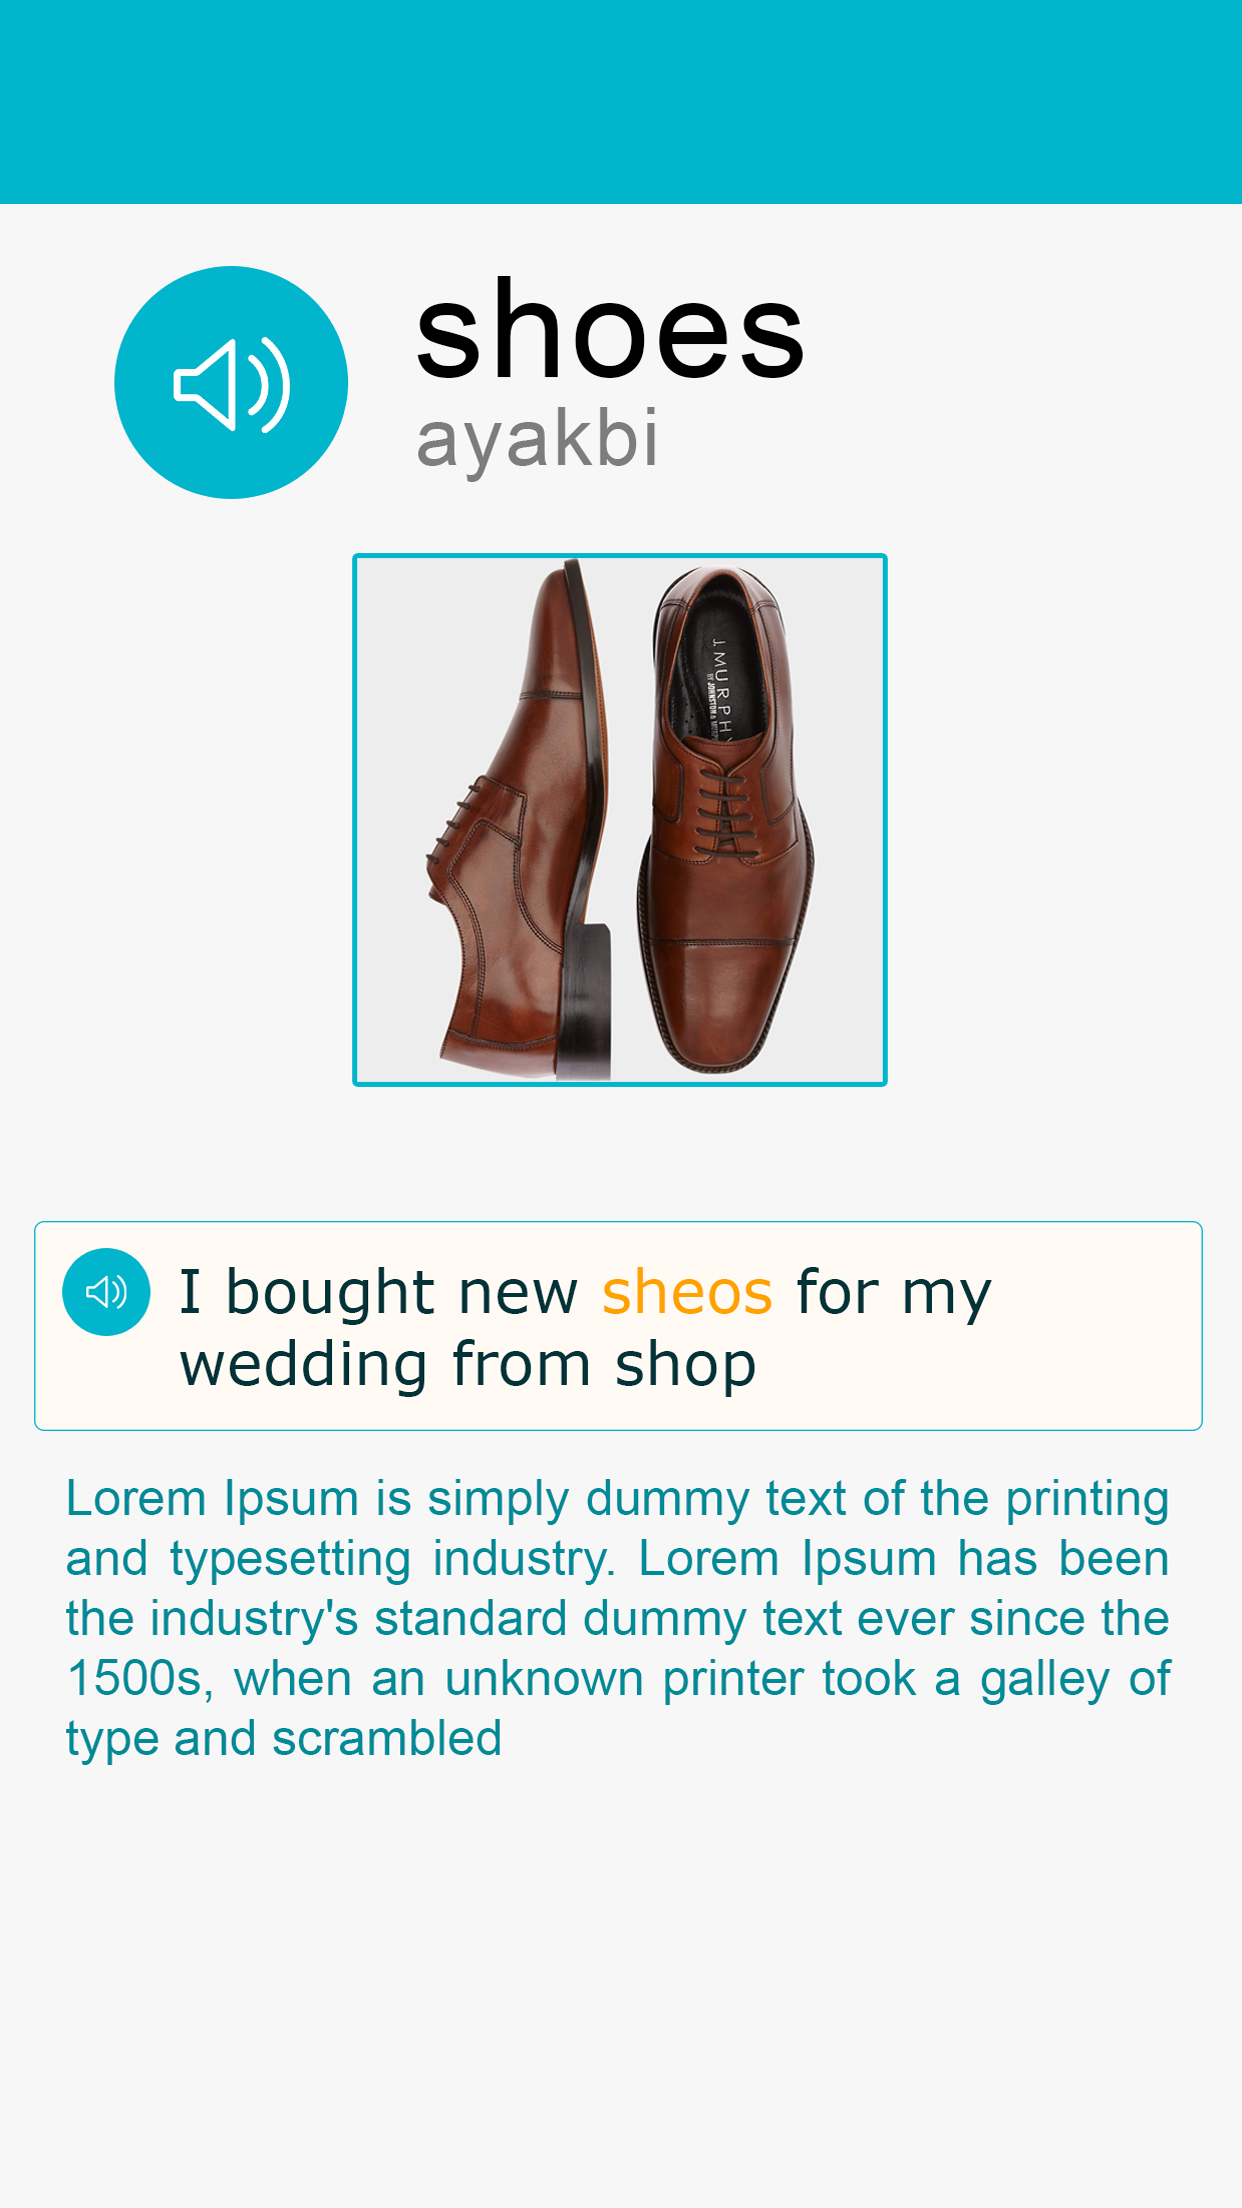 shoes
ayakbi
J.MURPHY
BY JOHNSTON &
I bought new sheos for my
wedding from shop
Lorem Ipsum is simply dummy text of the printing
and typesetting industry. Lorem Ipsum has been
the industry's standard dummy text ever since the
1500s, when an unknown printer took a galley of
type and scrambled